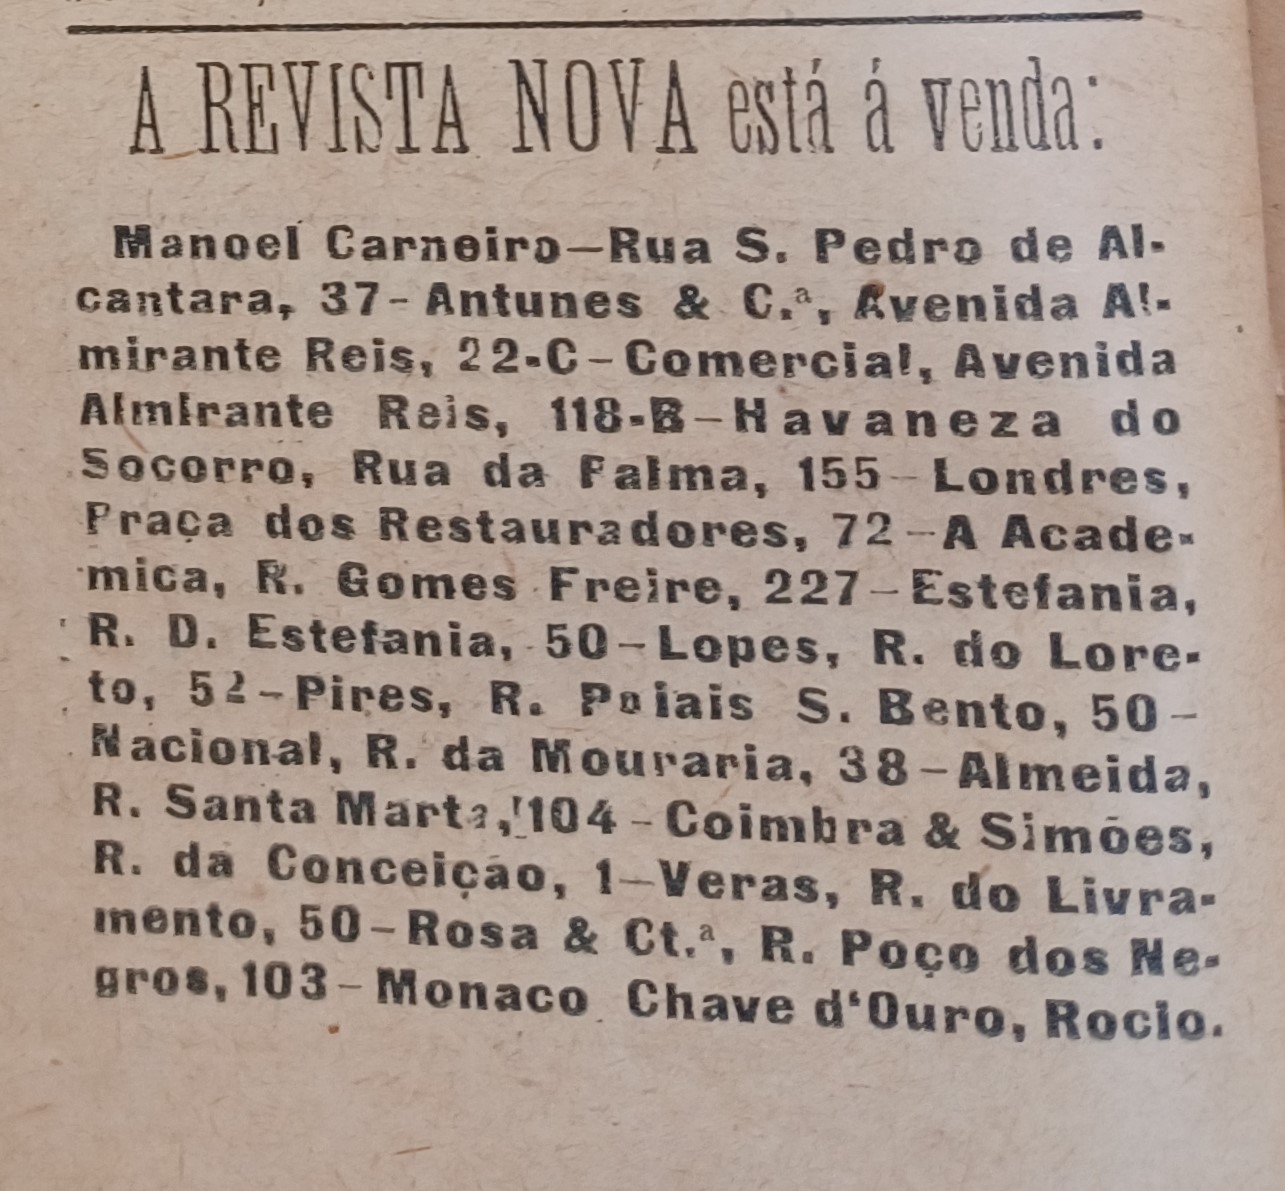 A REVISTA NOVA está á venda:
Manoel Carneiro—Rua S. Pedro de Al-
cantara, 37-Antunes & C.ª, Avenida Al-
mirante Reis, 22-C-Comercial, Avenida
Almirante Reis, 118-B-Havaneza do
Socorro, Rua da Palma, 155-Londres,
Praça dos Restauradores, 72-A Acade-
mica, R. Gomes Freire, 227-Estefania,
R. D. Estefania, 50-Lopes, R. do Lore-
to, 52-Pires, R. Poiais S. Bento, 50-
Nacional, R. da Mouraria, 38-Almeida,
R. Santa Marta, 104-Coimbra & Simões,
R. da Conceição, 1—Veras, R. do Livra-
mento, 50-Rosa & Ct.ª, R. Poço dos Ne-
gros, 103-Monaco Chave d'Ouro, Rocio.